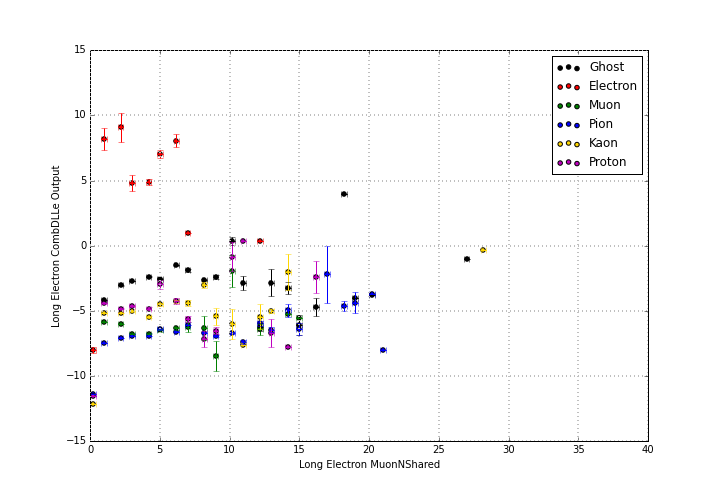 15
10
5
0
−5
−10
−15
0 5 10 15 20 25 30 35 40
Long Electron MuonNShared
Long Electron CombDLLe Output
Ghost
Electron
Muon
Pion
Kaon
Proton